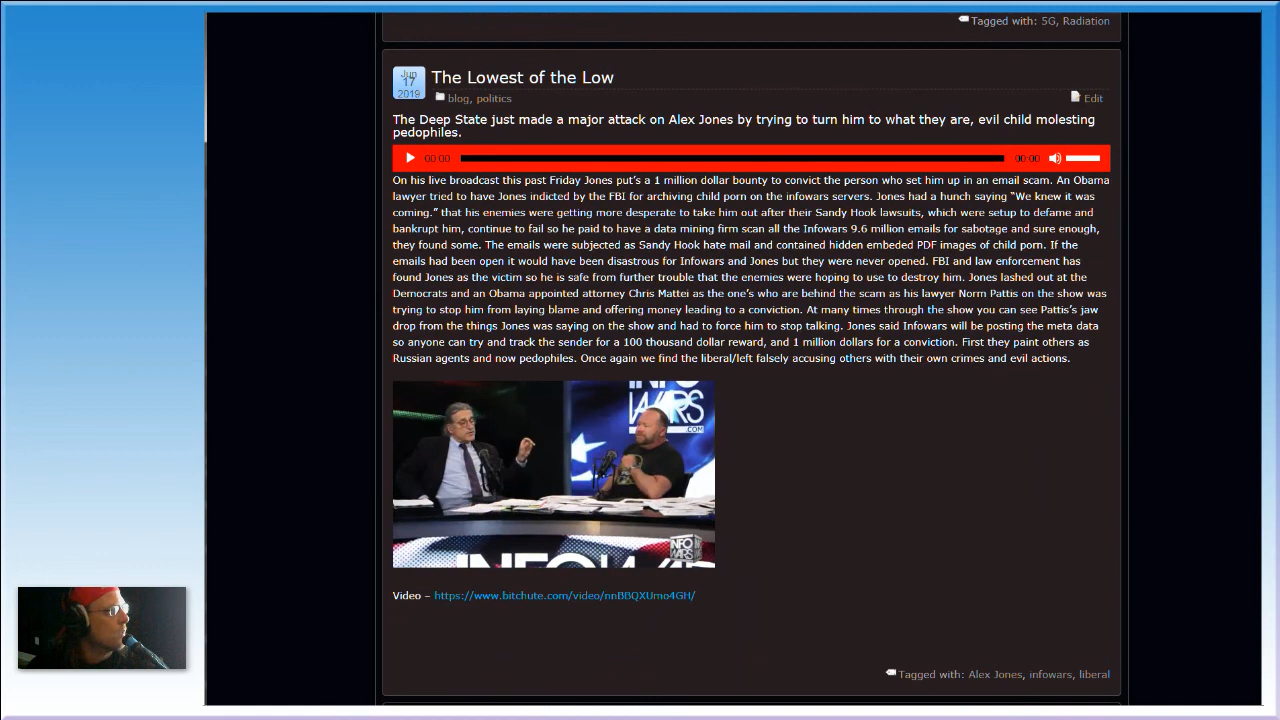 Tagged with: 5G, Radiation
Jun
17
2019
The Lowest of the Low
blog, politics
Edit
The Deep State just made a major attack on Alex Jones by trying to turn him to what they are, evil child molesting
pedophiles.
00:00
00:00
On his live broadcast this past Friday Jones put's a 1 million dollar bounty to convict the person who set him up in an email scam. An Obama
lawyer tried to have Jones indicted by the FBI for archiving child porn on the infowars servers. Jones had a hunch saying “We knew it was
coming.” that his enemies were getting more desperate to take him out after their Sandy Hook lawsuits, which were setup to defame and
bankrupt him, continue to fail so he paid to have a data mining firm scan all the Infowars 9.6 million emails for sabotage and sure enough,
they found some. The emails were subjected as Sandy Hook hate mail and contained hidden embeded PDF images of child porn. If the
emails had been open it would have been disastrous for Infowars and Jones but they were never opened. FBI and law enforcement has
found Jones as the victim so he is safe from further trouble that the enemies were hoping to use to destroy him. Jones lashed out at the
Democrats and an Obama appointed attorney Chris Mattei as the one’s who are behind the scam as his lawyer Norm Pattis on the show was
trying to stop him from laying blame and offering money leading to a conviction. At many times through the show you can see Pattis’s jaw
drop from the things Jones was saying on the show and had to force him to stop talking. Jones said Infowars will be posting the meta data
so anyone can try and track the sender for a 100 thousand dollar reward, and 1 million dollars for a conviction. First they paint others as
Russian agents and now pedophiles. Once again we find the liberal/left falsely accusing others with their own crimes and evil actions.
INFO
WARS
.COM
INFO
WARS
INFOWAR
Video – https://www.bitchute.com/video/nnBBQXUmo4GH/
Tagged with: Alex Jones, infowars, liberal